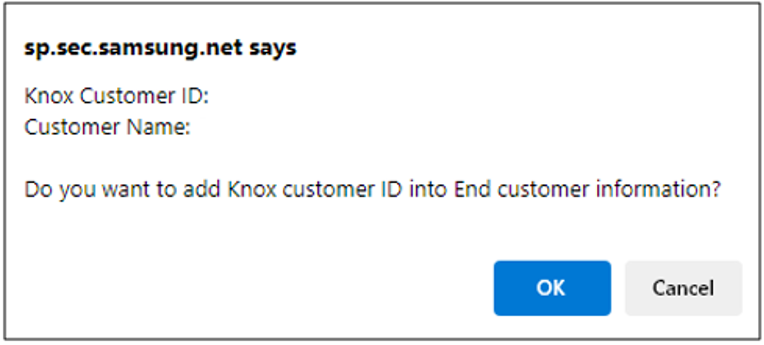 sp.sec.samsung.net says
Knox Customer ID:
Customer Name:
Do you want to add Knox customer ID into End customer information?
OK
Cancel